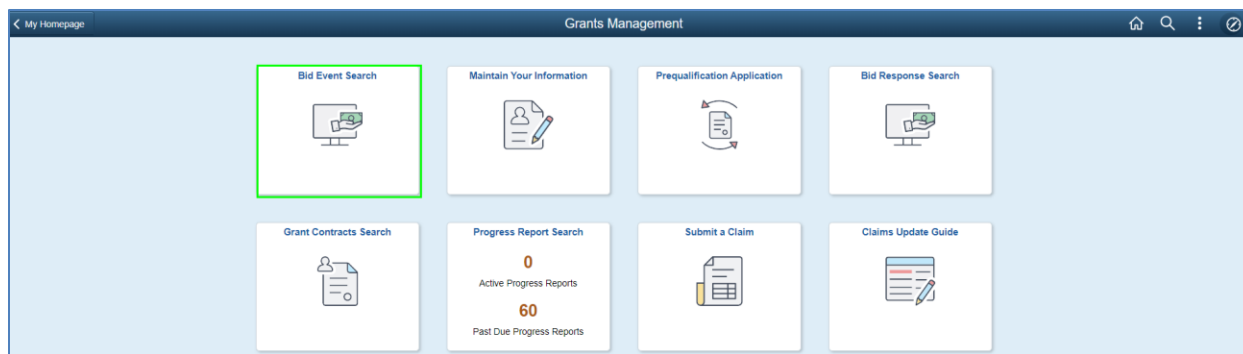 My Homepage
Grants Management
Bid Event Search
Maintain Your Information
Prequalification Application
Bid Response Search
Grant Contracts Search
Progress Report Search
0
Active Progress Reports
60
Past Due Progress Reports
Submit a Claim
Claims Update Guide